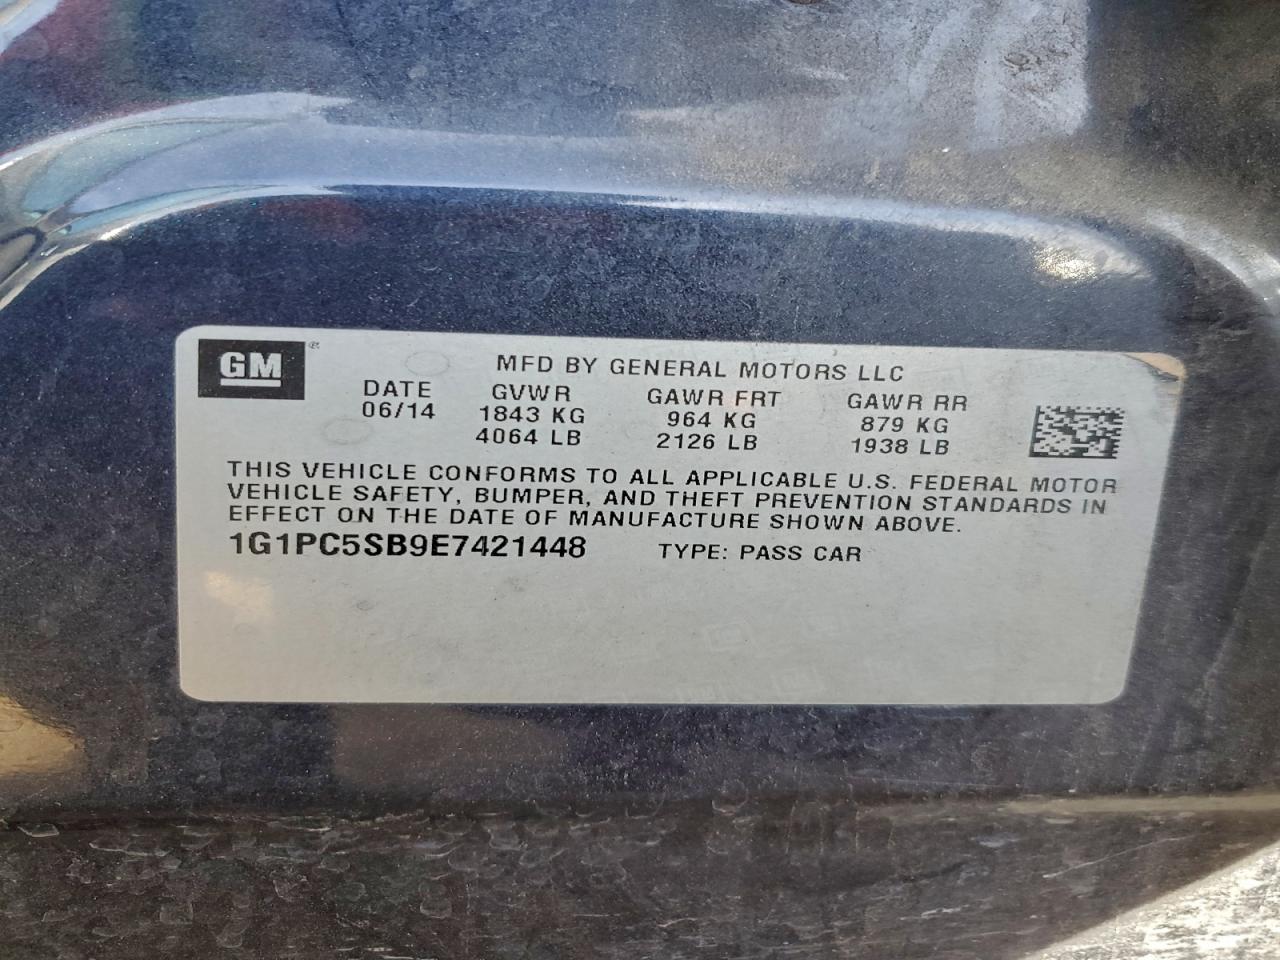 GM ®
MFD BY GENERAL MOTORS LLC
DATE GVWR GAWR FRT GAWR RR
06/14 1843 KG 964 KG 879 KG
4064 LB 2126 LB 1938 LB
THIS VEHICLE CONFORMS TO ALL APPLICABLE U.S. FEDERAL MOTOR
VEHICLE SAFETY, BUMPER, AND THEFT PREVENTION STANDARDS IN
EFFECT ON THE DATE OF MANUFACTURE SHOWN ABOVE.
1G1PC5SB9E7421448 TYPE: PASS CAR